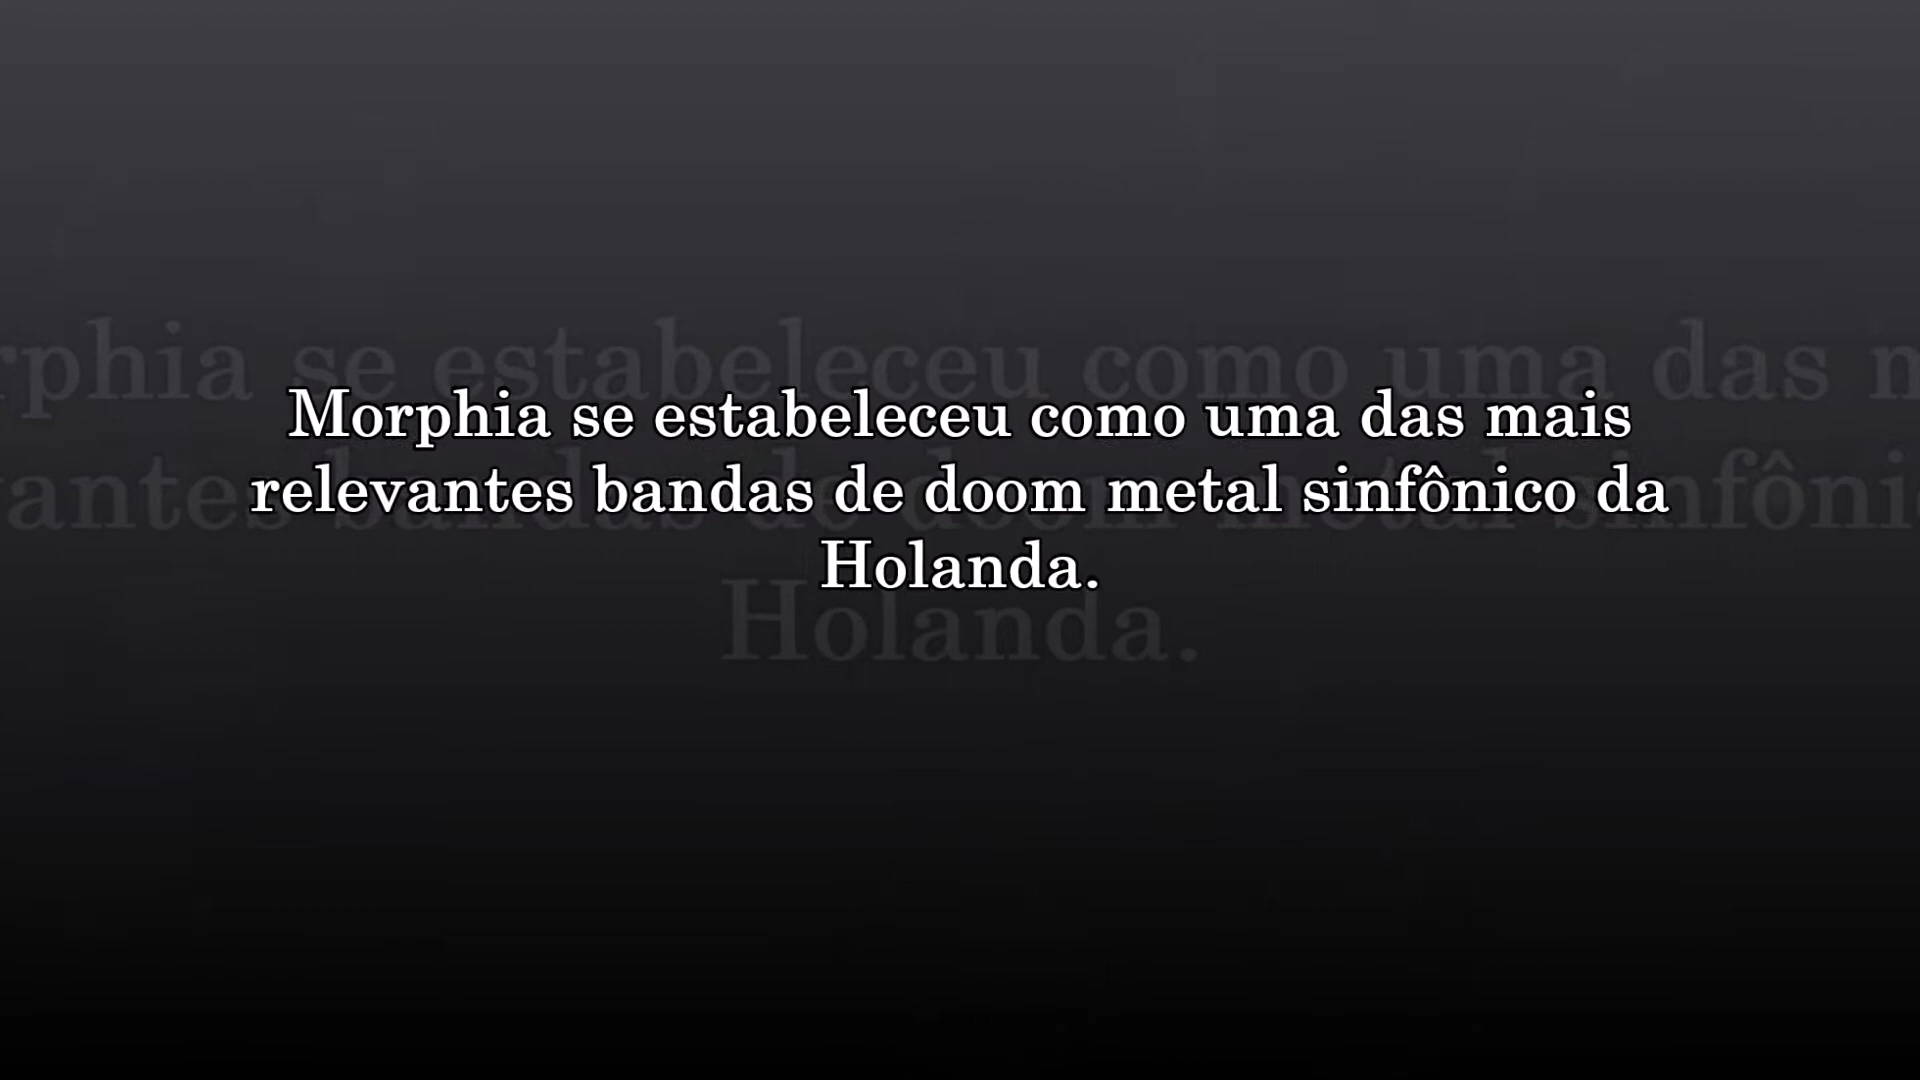 Morphia se estabeleceu como uma das mais
relevantes bandas de doom metal sinfônico da
Holanda.